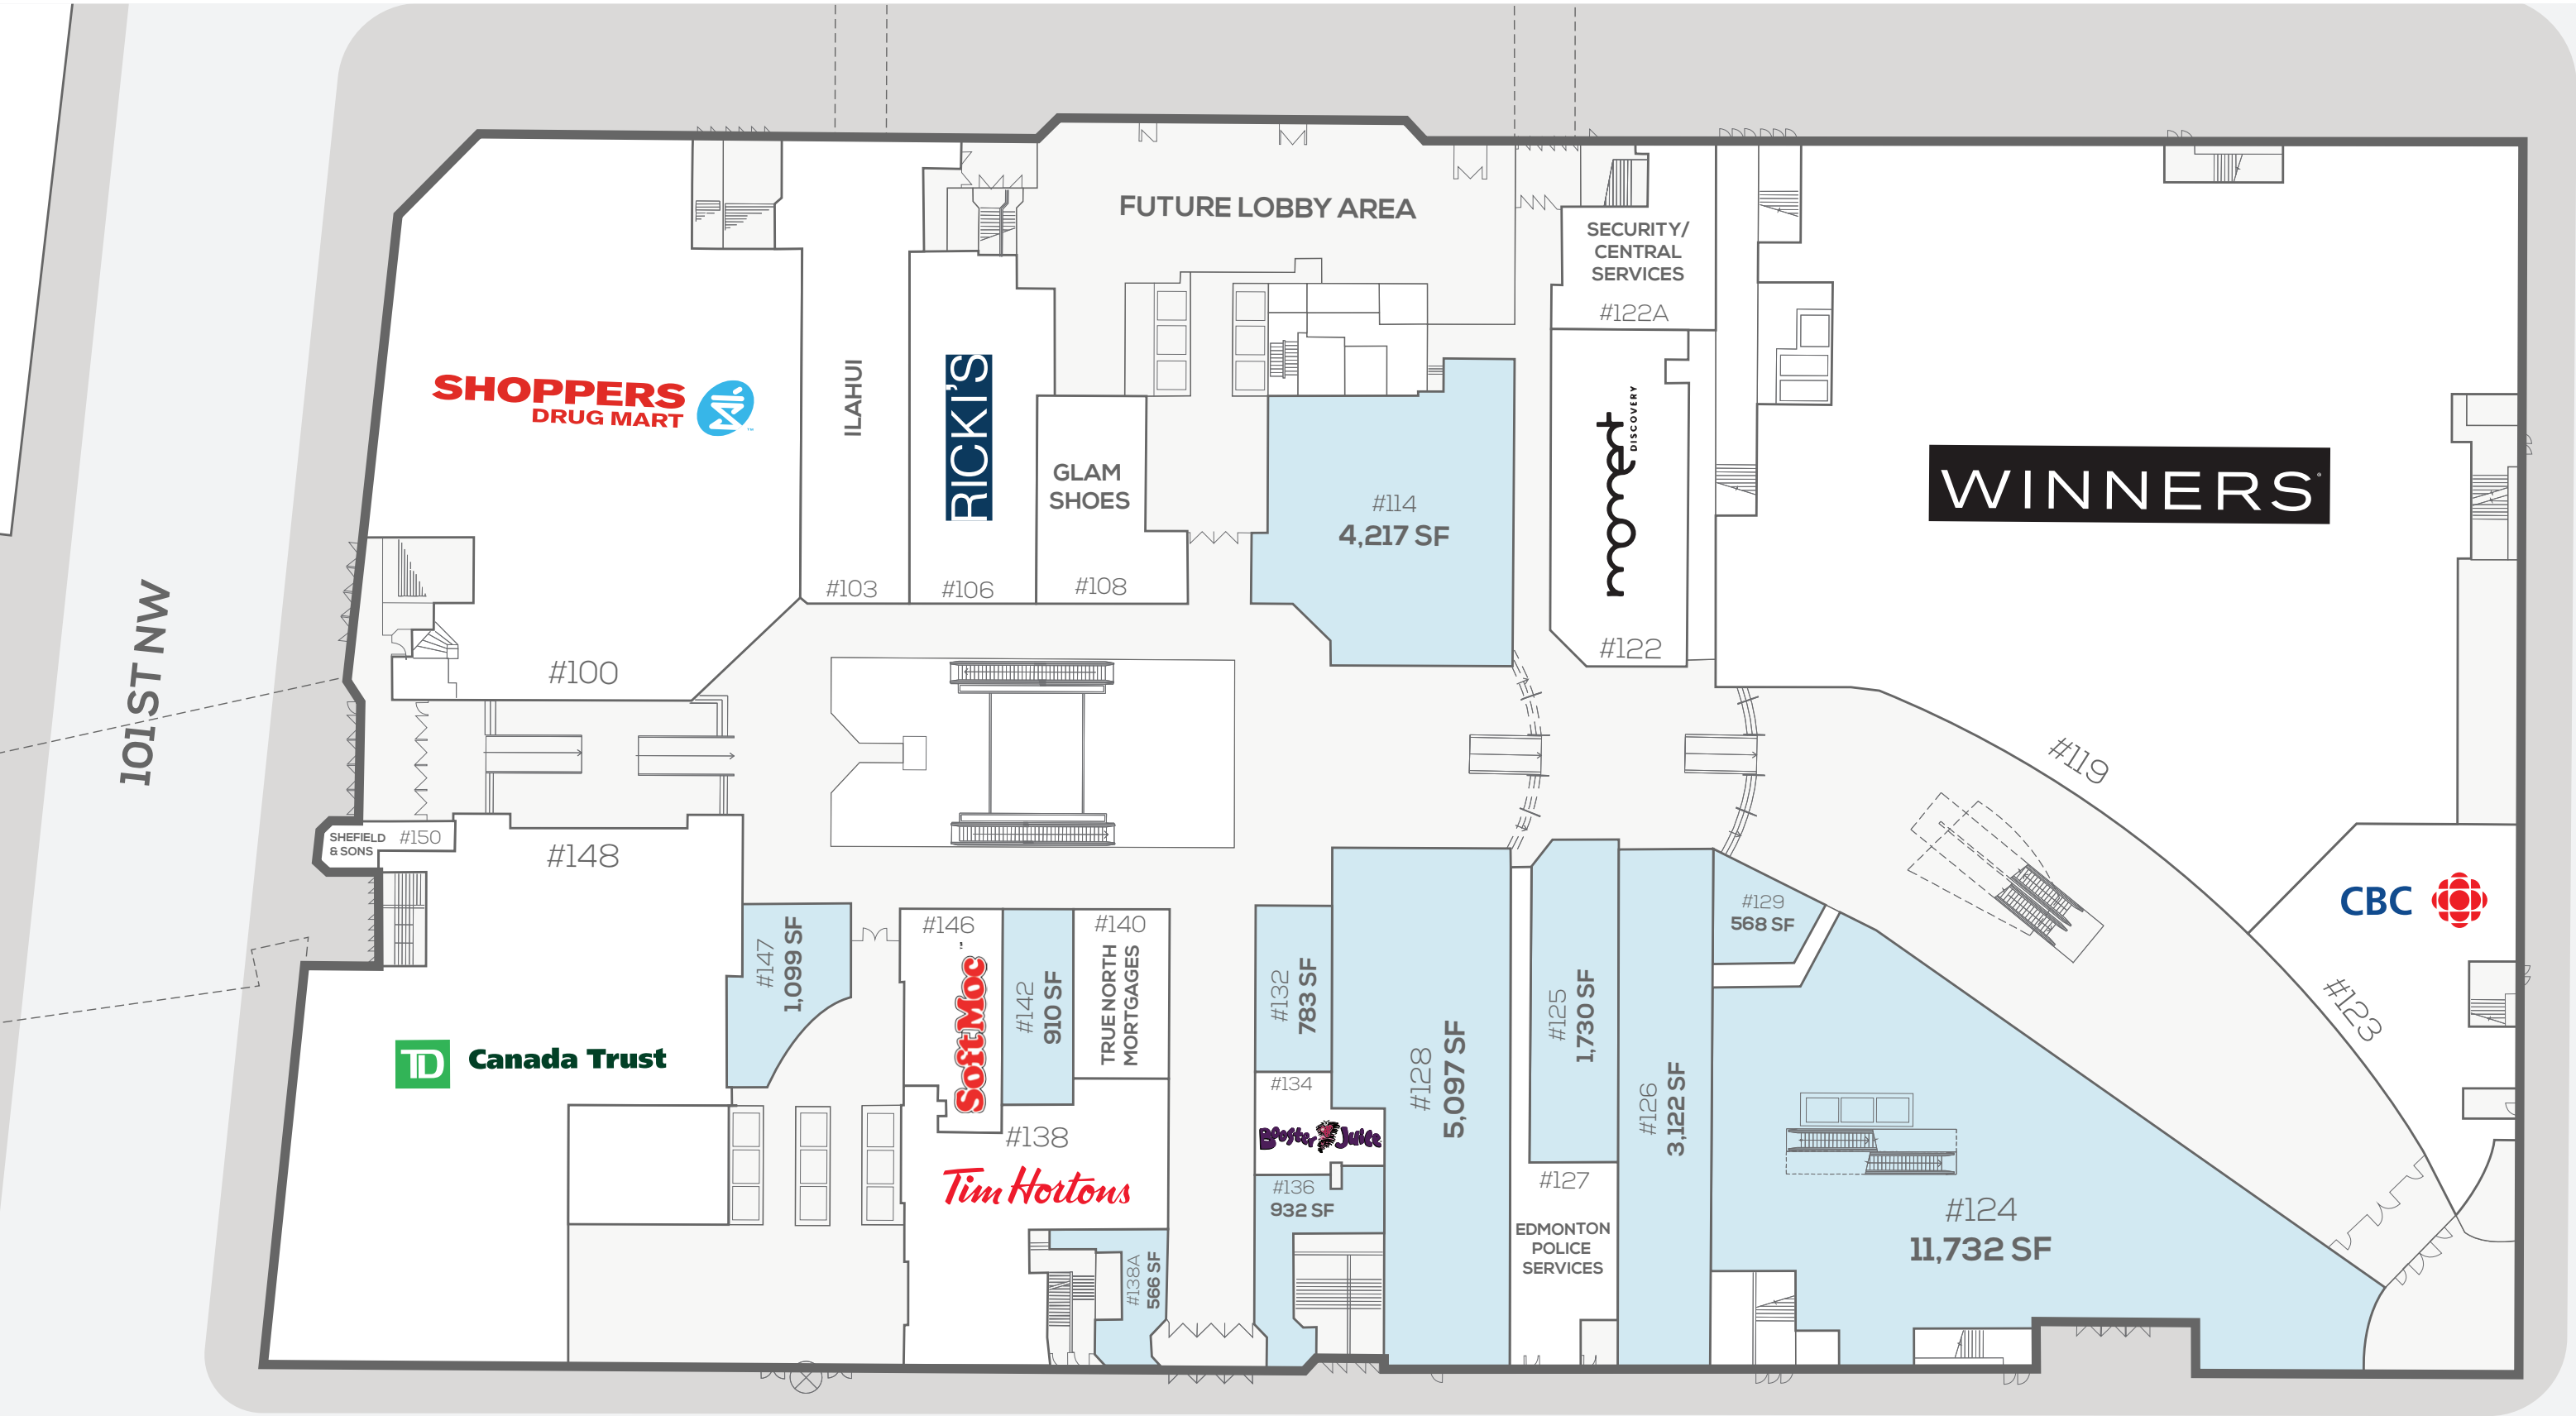 FUTURE LOBBY AREA
SECURITY/
CENTRAL
SERVICES
#122A
SHOPPERS
DRUG MART
™
#100
ILAHUI
#103
RICKI'S
#106
GLAM
SHOES
#108
#114
4,217 SF
rout
DISCOVERY
#122
WINNERS
#119
101 ST NW
SHEFIELD
& SONS
#150
#148
TD Canada Trust
#147
1,099 SF
#146
SoftMoc
#142
910 SF
#140
TRUE NORTH
MORTGAGES
#138
Tim Hortons
#138A
566 SF
#132
783 SF
#134
Booster Juice
#136
932 SF
#128
5,097 SF
#125
1,730 SF
#127
EDMONTON
POLICE
SERVICES
#126
3,122 SF
#129
568 SF
#124
11,732 SF
CBC
#123